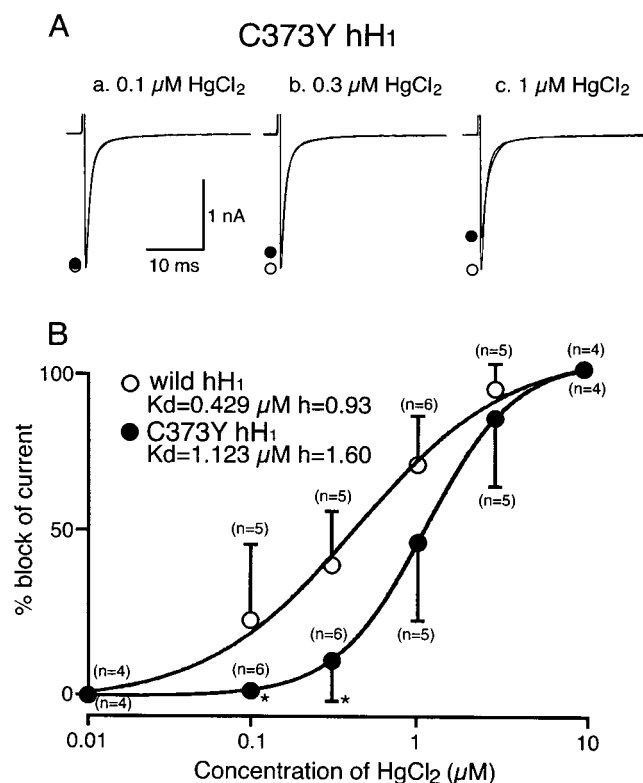 A
C373Y hH1
a. 0.1 µM HgCl2
b. 0.3 µM HgCl2
c. 1 µM HgCl2
1 nA
10 ms
B
% block of current
100
50
0
wild hH1
Kd=0.429 µM h=0.93
C373Y hH1
Kd=1.123 µM h=1.60
(n=5)
(n=4)
(n=4)
(n=6)
(n=5)
(n=5)
(n=5)
(n=6)
(n=5)
(n=4)
(n=4)
(n=6)
*
*
0.01
0.1
1
10
Concentration of HgCl2 (µM)